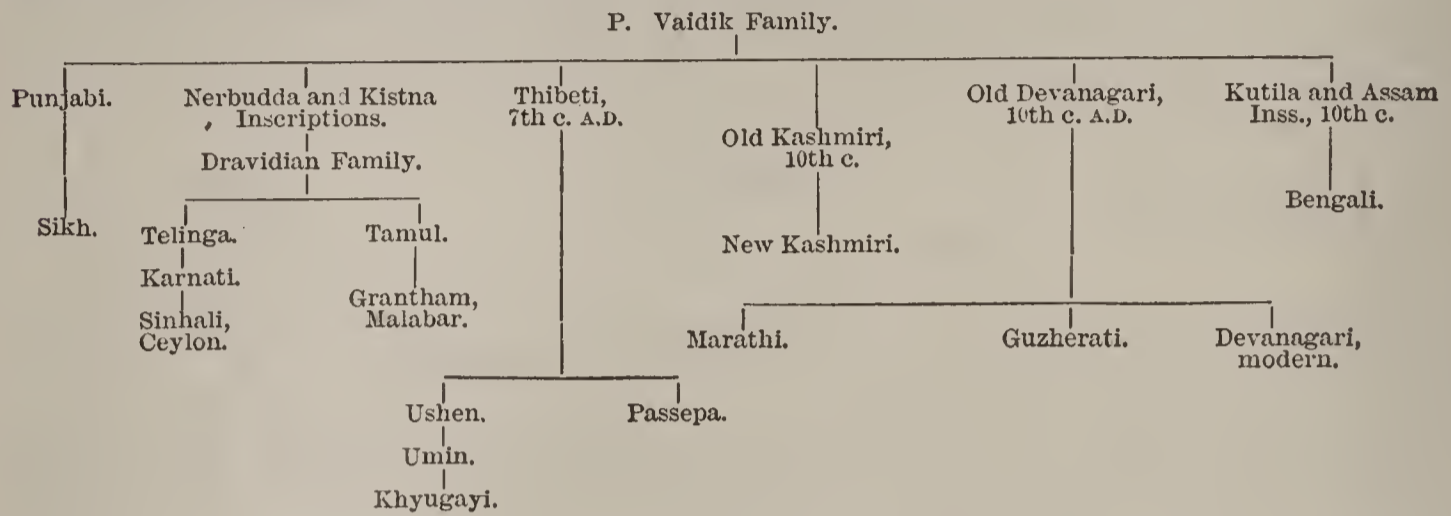 P. Vaidik Family.
Punjabi.
Sikh.
Nerbudda and Kistna
Inscriptions.
Dravidian Family.
Telinga.
Karnati.
Sinhali,
Ceylon.
Tamul.
Grantham,
Malabar.
Thibeti,
7th c. A.D.
Ushen.
Umin.
Khyugayi.
Passepa.
Old Kashmiri,
10th c.
New Kashmiri.
Old Devanagari,
10th c. A.D.
Marathi.
Guzherati.
Devanagari,
modern.
Kutila and Assam
Inss., 10th c.
Bengali.